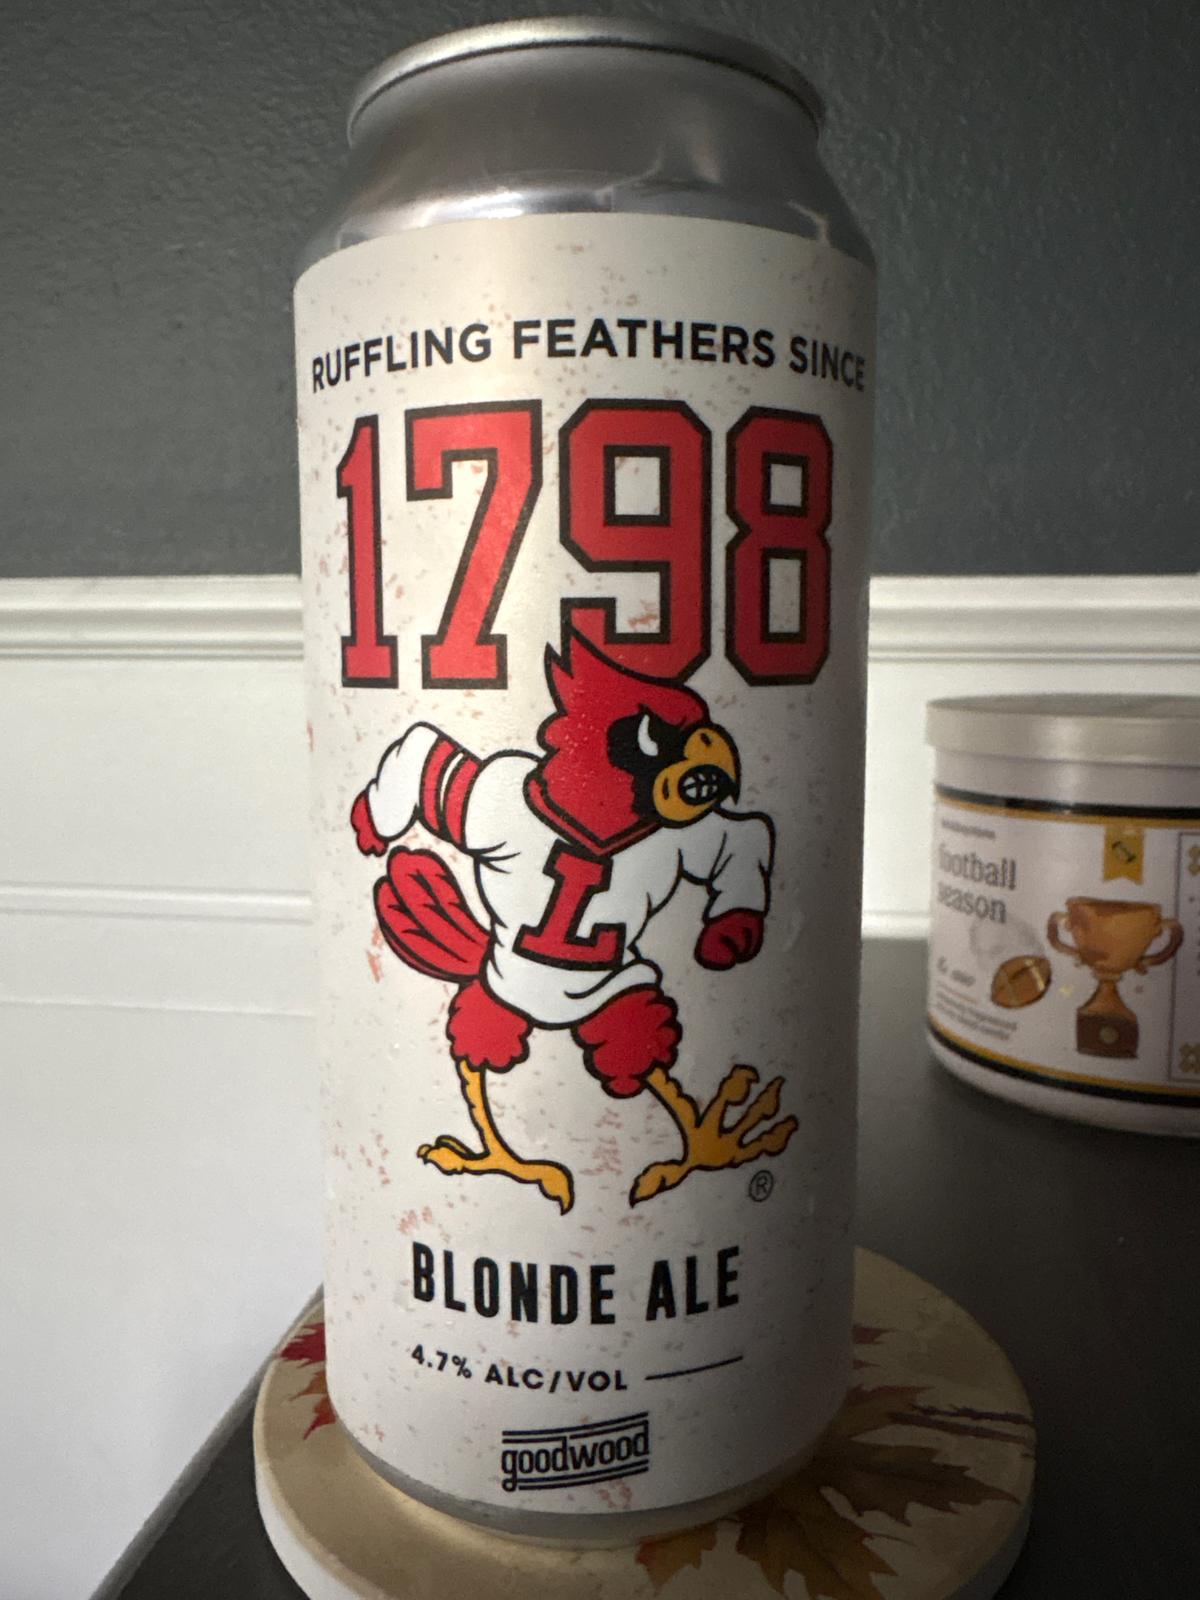 RUFFLING FEATHERS SINCE
1798
L
®
BLONDE ALE
4.7% ALC/VOL
goodwood
football
season